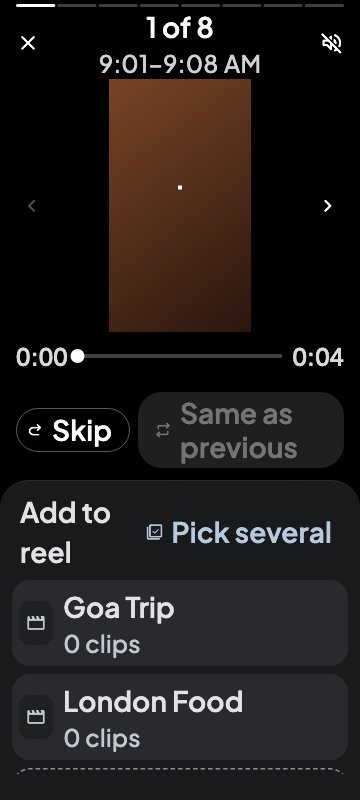 1 of 8
9:01–9:08 AM
0:00
0:04
Skip
Same as
previous
Add to
reel
Pick several
Goa Trip
0 clips
London Food
0 clips